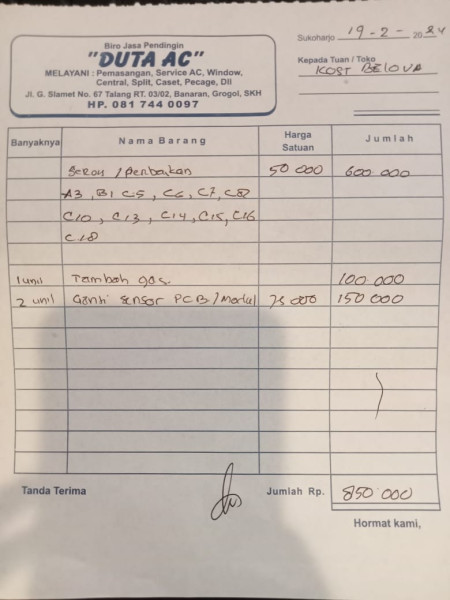 Biro Jasa Pendingin
"DUTA AC"
MELAYANI : Pemasangan, Service AC, Window,
Central, Split, Caset, Pecage, Dll
Jl. G. Slamet No. 67 Talang RT. 03/02, Banaran, Grogol, SKH
HP. 081 744 0097
Sukoharjo 19-2-2024
Kepada Tuan / Toko
KOST BELOVA
Banyaknya Nama Barang Harga Satuan Jumlah
/ Perbaikan 50 000 600 000
A3, B1 C5, C6, C7, C8
C10, C13, C14, C15, C16
C18
1 unit Tambah gas. 100 000
2 unit Ganti sensor PCB/Modul 75 000 150 000
Tanda Terima Jumlah Rp. 850 000
Hormat kami,